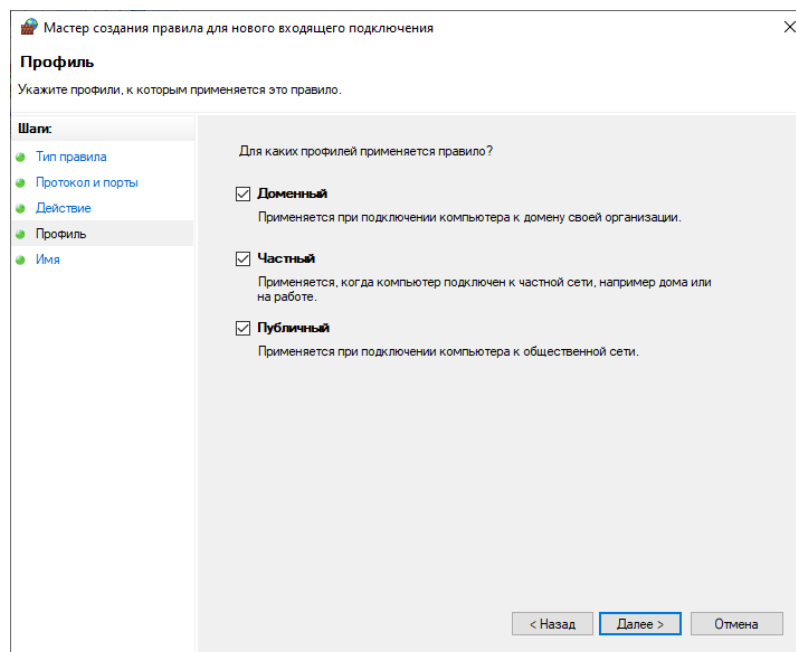 Мастер создания правила для нового входящего подключения
Профиль
Укажите профили, к которым применяется это правило.
Шаги:
Тип правила
Протокол и порты
Действие
Профиль
Имя
Для каких профилей применяется правило?
Доменный
Применяется при подключении компьютера к домену своей организации.
Частный
Применяется, когда компьютер подключен к частной сети, например дома или
на работе.
Публичный
Применяется при подключении компьютера к общественной сети.
< Назад
Далее >
Отмена